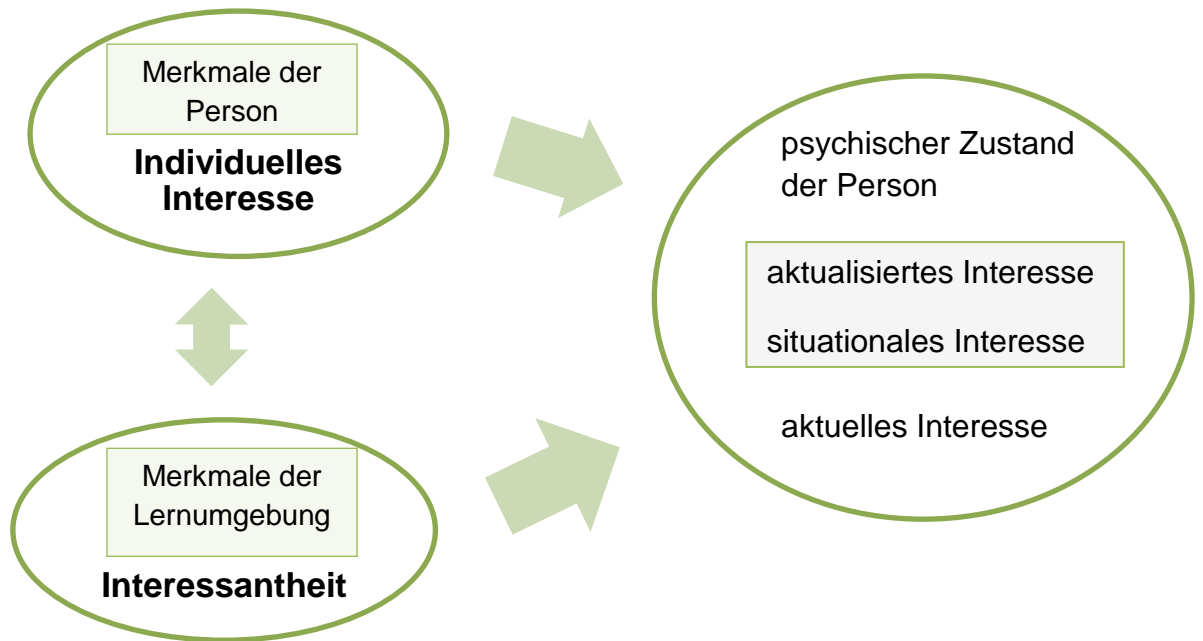 Merkmale der
Person
Individuelles
Interesse
Merkmale der
Lernumgebung
Interessantheit
psychischer Zustand
der Person
aktualisiertes Interesse
situationales Interesse
aktuelles Interesse